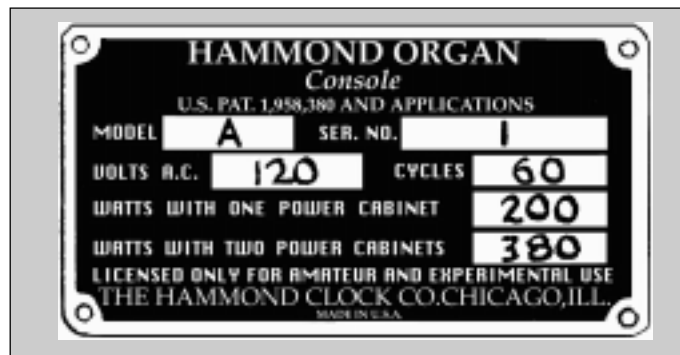 HAMMOND ORGAN
Console
U.S. PAT. 1,958,380 AND APPLICATIONS
MODEL A SER. NO. 1
VOLTS A.C. 120 CYCLES 60
WATTS WITH ONE POWER CABINET 200
WATTS WITH TWO POWER CABINETS 380
LICENSED ONLY FOR AMATEUR AND EXPERIMENTAL USE
THE HAMMOND CLOCK CO.CHICAGO,ILL.
MADE IN U.S.A.